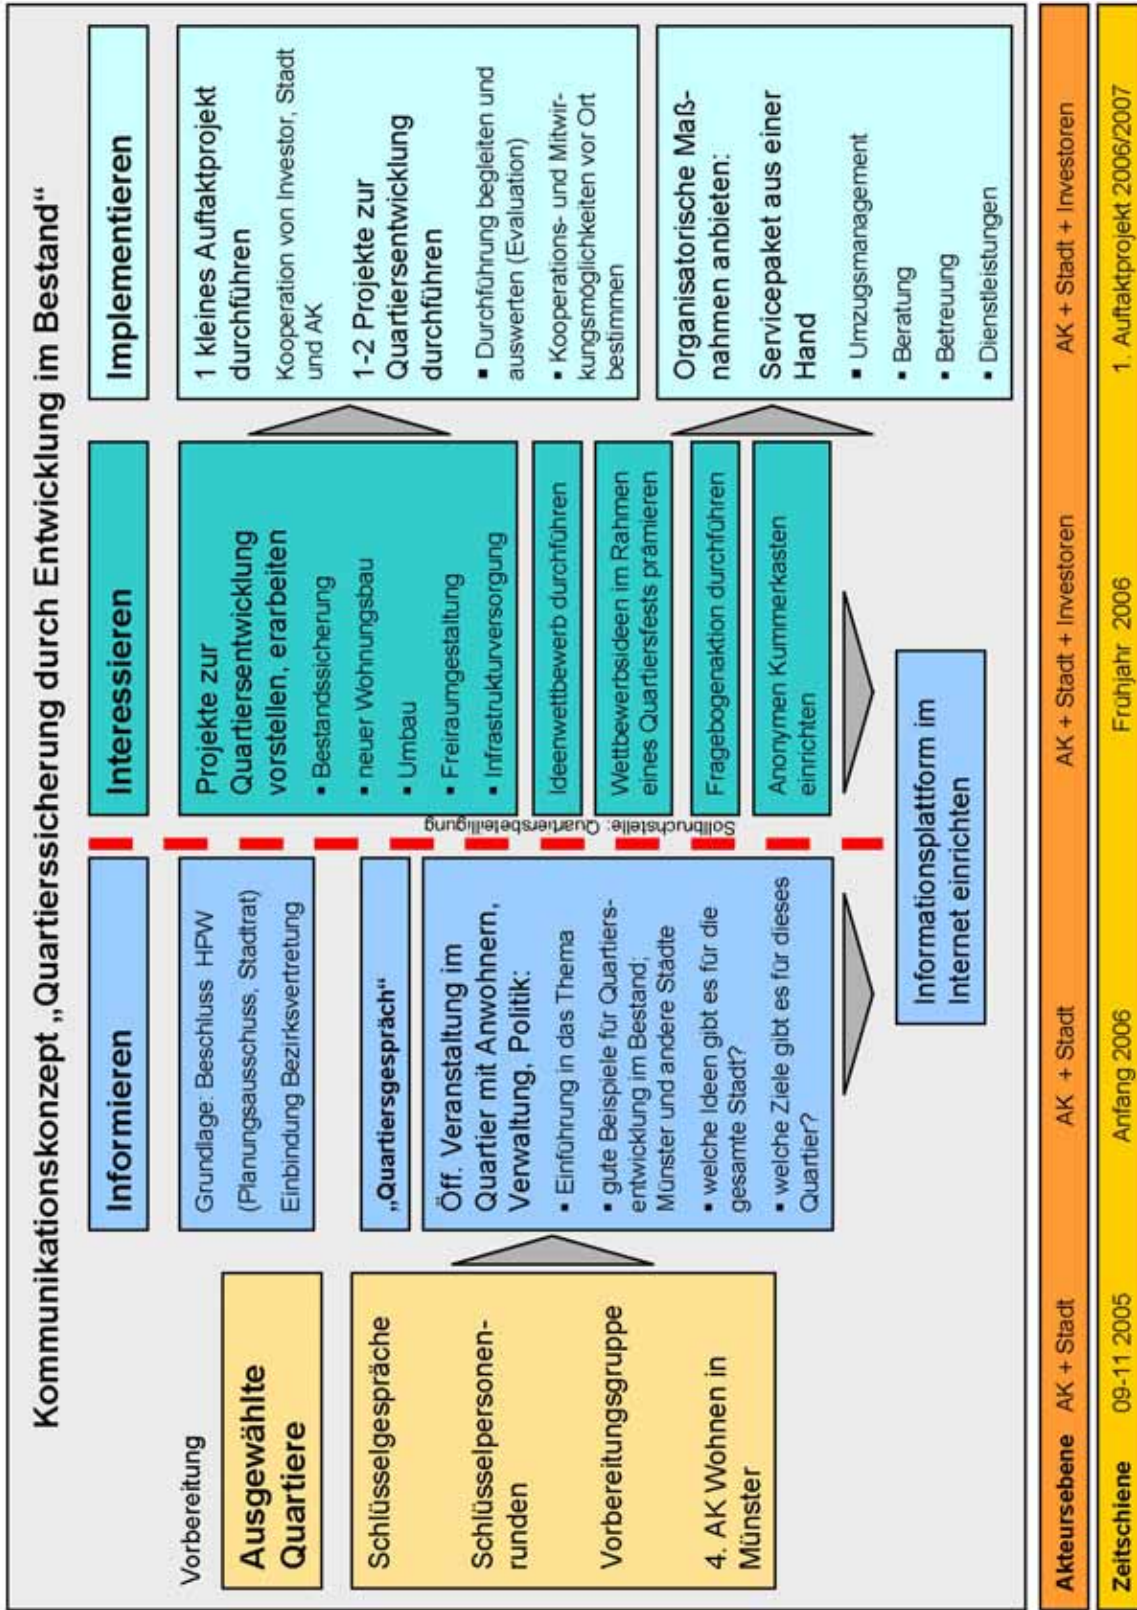 Kommunikationskonzept „Quartierssicherung durch Entwicklung im Bestand“
Vorbereitung
Ausgewählte
Quartiere
Schlüsselgespräche
Schlüsselpersonen-
runden
Vorbereitungsgruppe
4. AK Wohnen in
Münster
Informieren
Grundlage: Beschluss HPW
(Planungsausschuss, Stadtrat)
Einbindung Bezirksvertretung
„Quartiersgespräch“
Öff. Veranstaltung im
Quartier mit Anwohnern,
Verwaltung, Politik:
▪ Einführung in das Thema
▪ gute Beispiele für Quartiers-
entwicklung im Bestand;
Münster und andere Städte
▪ welche Ideen gibt es für die
gesamte Stadt?
▪ welche Ziele gibt es für dieses
Quartier?
Sollbruchstelle: Quartiersbeteiligung
Interessieren
Projekte zur
Quartiersentwicklung
vorstellen, erarbeiten
▪ Bestandssicherung
▪ neuer Wohnungsbau
▪ Umbau
▪ Freiraumgestaltung
▪ Infrastrukturversorgung
Ideenwettbewerb durchführen
Wettbewerbsideen im Rahmen
eines Quartiersfests prämieren
Fragebogenaktion durchführen
Anonymen Kummerkasten
einrichten
Informationsplattform im
Internet einrichten
Implementieren
1 kleines Auftaktprojekt
durchführen
Kooperation von Investor, Stadt
und AK
1-2 Projekte zur
Quartiersentwicklung
durchführen
▪ Durchführung begleiten und
auswerten (Evaluation)
▪ Kooperations- und Mitwir-
kungsmöglichkeiten vor Ort
bestimmen
Organisatorische Maß-
nahmen anbieten:
Servicepaket aus einer
Hand
▪ Umzugsmanagement
▪ Beratung
▪ Betreuung
▪ Dienstleistungen
Akteursebene AK + Stadt AK + Stadt AK + Stadt + Investoren AK + Stadt + Investoren
Zeitschiene 09-11 2005 Anfang 2006 Frühjahr 2006 1. Auftaktprojekt 2006/2007